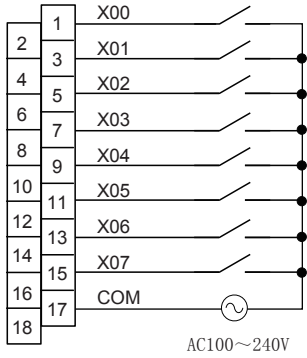 1 X00
2
3 X01
4
5 X02
6
7 X03
8
9 X04
10
11 X05
12
13 X06
14
15 X07
16
17 COM
18
AC100～240V